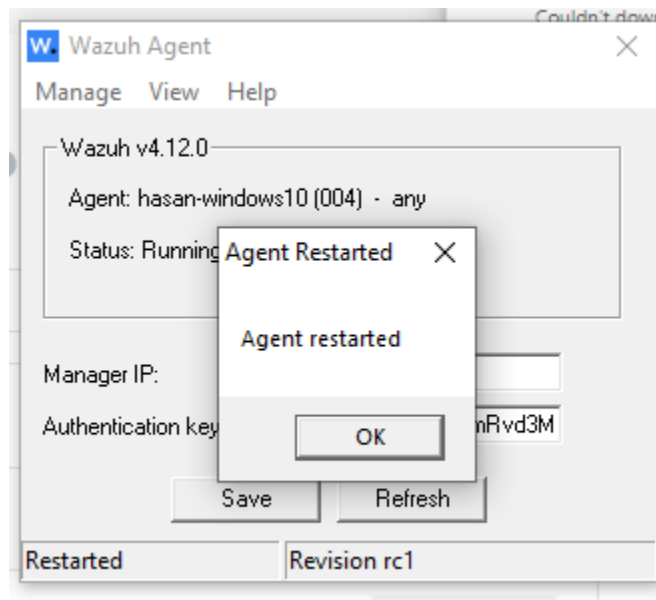 Couldn't dow
w. Wazuh Agent
Manage View Help
Wazuh v4.12.0
Agent: hasan-windows10 (004) - any
Status: Running
Agent Restarted
Agent restarted
OK
Manager IP:
Authentication key
mRvd3M
Save Refresh
Restarted
Revision rc1